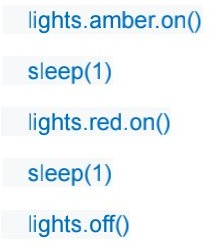 lights.amber.on()
sleep(1)
lights.red.on()
sleep(1)
lights.off()